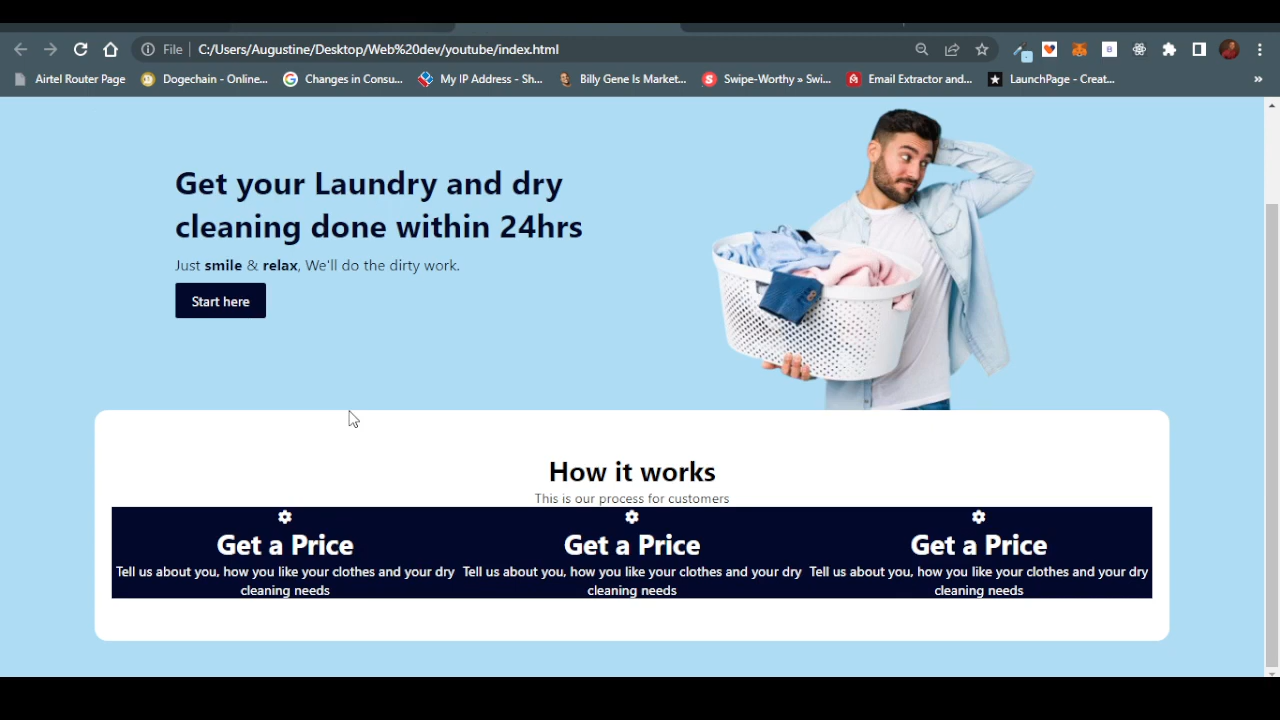 File
C:/Users/Augustine/Desktop/Web%20dev/youtube/index.html
Airtel Router Page
Dogechain - Online...
Changes in Consu...
My IP Address - Sh...
Billy Gene Is Market...
Swipe-Worthy » Swi...
Email Extractor and...
LaunchPage - Creat...
»
Get your Laundry and dry
cleaning done within 24hrs
Just smile & relax, We'll do the dirty work.
Start here
How it works
This is our process for customers
Get a Price
Tell us about you, how you like your clothes and your dry
cleaning needs
Get a Price
Tell us about you, how you like your clothes and your dry
cleaning needs
Get a Price
Tell us about you, how you like your clothes and your dry
cleaning needs